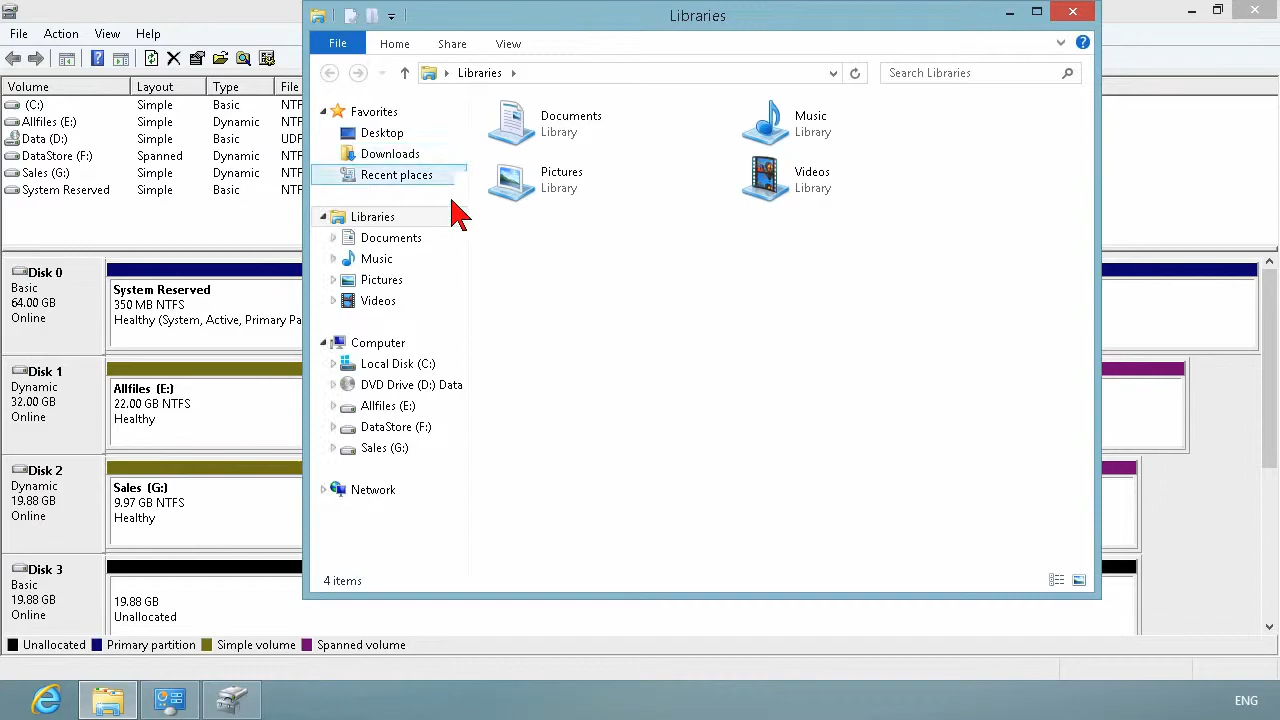 Libraries
File Action View Help
File Home Share View
Libraries
Search Libraries
Volume Layout Type File
(C:) Simple Basic NTF
Allfiles (E:) Simple Dynamic NTF
Data (D:) Simple Basic UDF
DataStore (F:) Spanned Dynamic NTF
Sales (G:) Simple Dynamic NTF
System Reserved Simple Basic NTF
Favorites
Desktop
Downloads
Recent places
Libraries
Documents
Music
Pictures
Videos
Computer
Local Disk (C:)
DVD Drive (D:) Data
Allfiles (E:)
DataStore (F:)
Sales (G:)
Network
Documents
Library
Music
Library
Pictures
Library
Videos
Library
4 items
Disk 0
Basic
64.00 GB
Online
System Reserved
350 MB NTFS
Healthy (System, Active, Primary Pa
Disk 1
Dynamic
32.00 GB
Online
Allfiles (E:)
22.00 GB NTFS
Healthy
Disk 2
Dynamic
19.88 GB
Online
Sales (G:)
9.97 GB NTFS
Healthy
Disk 3
Basic
19.88 GB
Online
19.88 GB
Unallocated
Unallocated Primary partition Simple volume Spanned volume
ENG